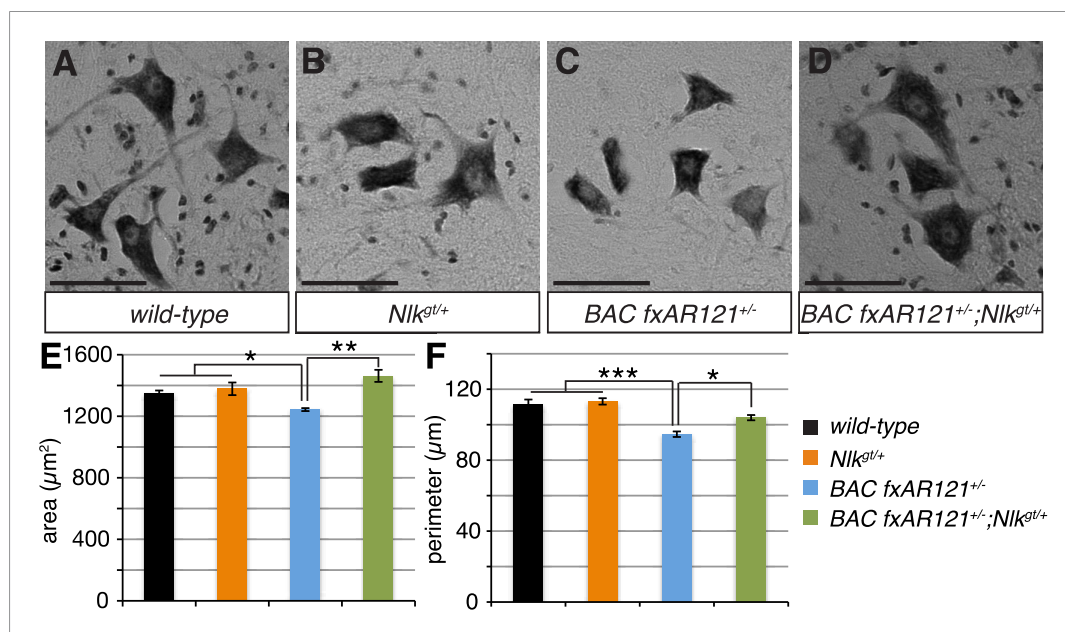 A B C D
wild-type Nlkgt/+ BAC fxAR121+/- BAC fxAR121+/-;Nlkgt/+
E
1600
1200
800
400
0
area (µm²)
* **
F
120
80
40
0
perimeter (µm)
*** *
wild-type
Nlkgt/+
BAC fxAR121+/-
BAC fxAR121+/-;Nlkgt/+